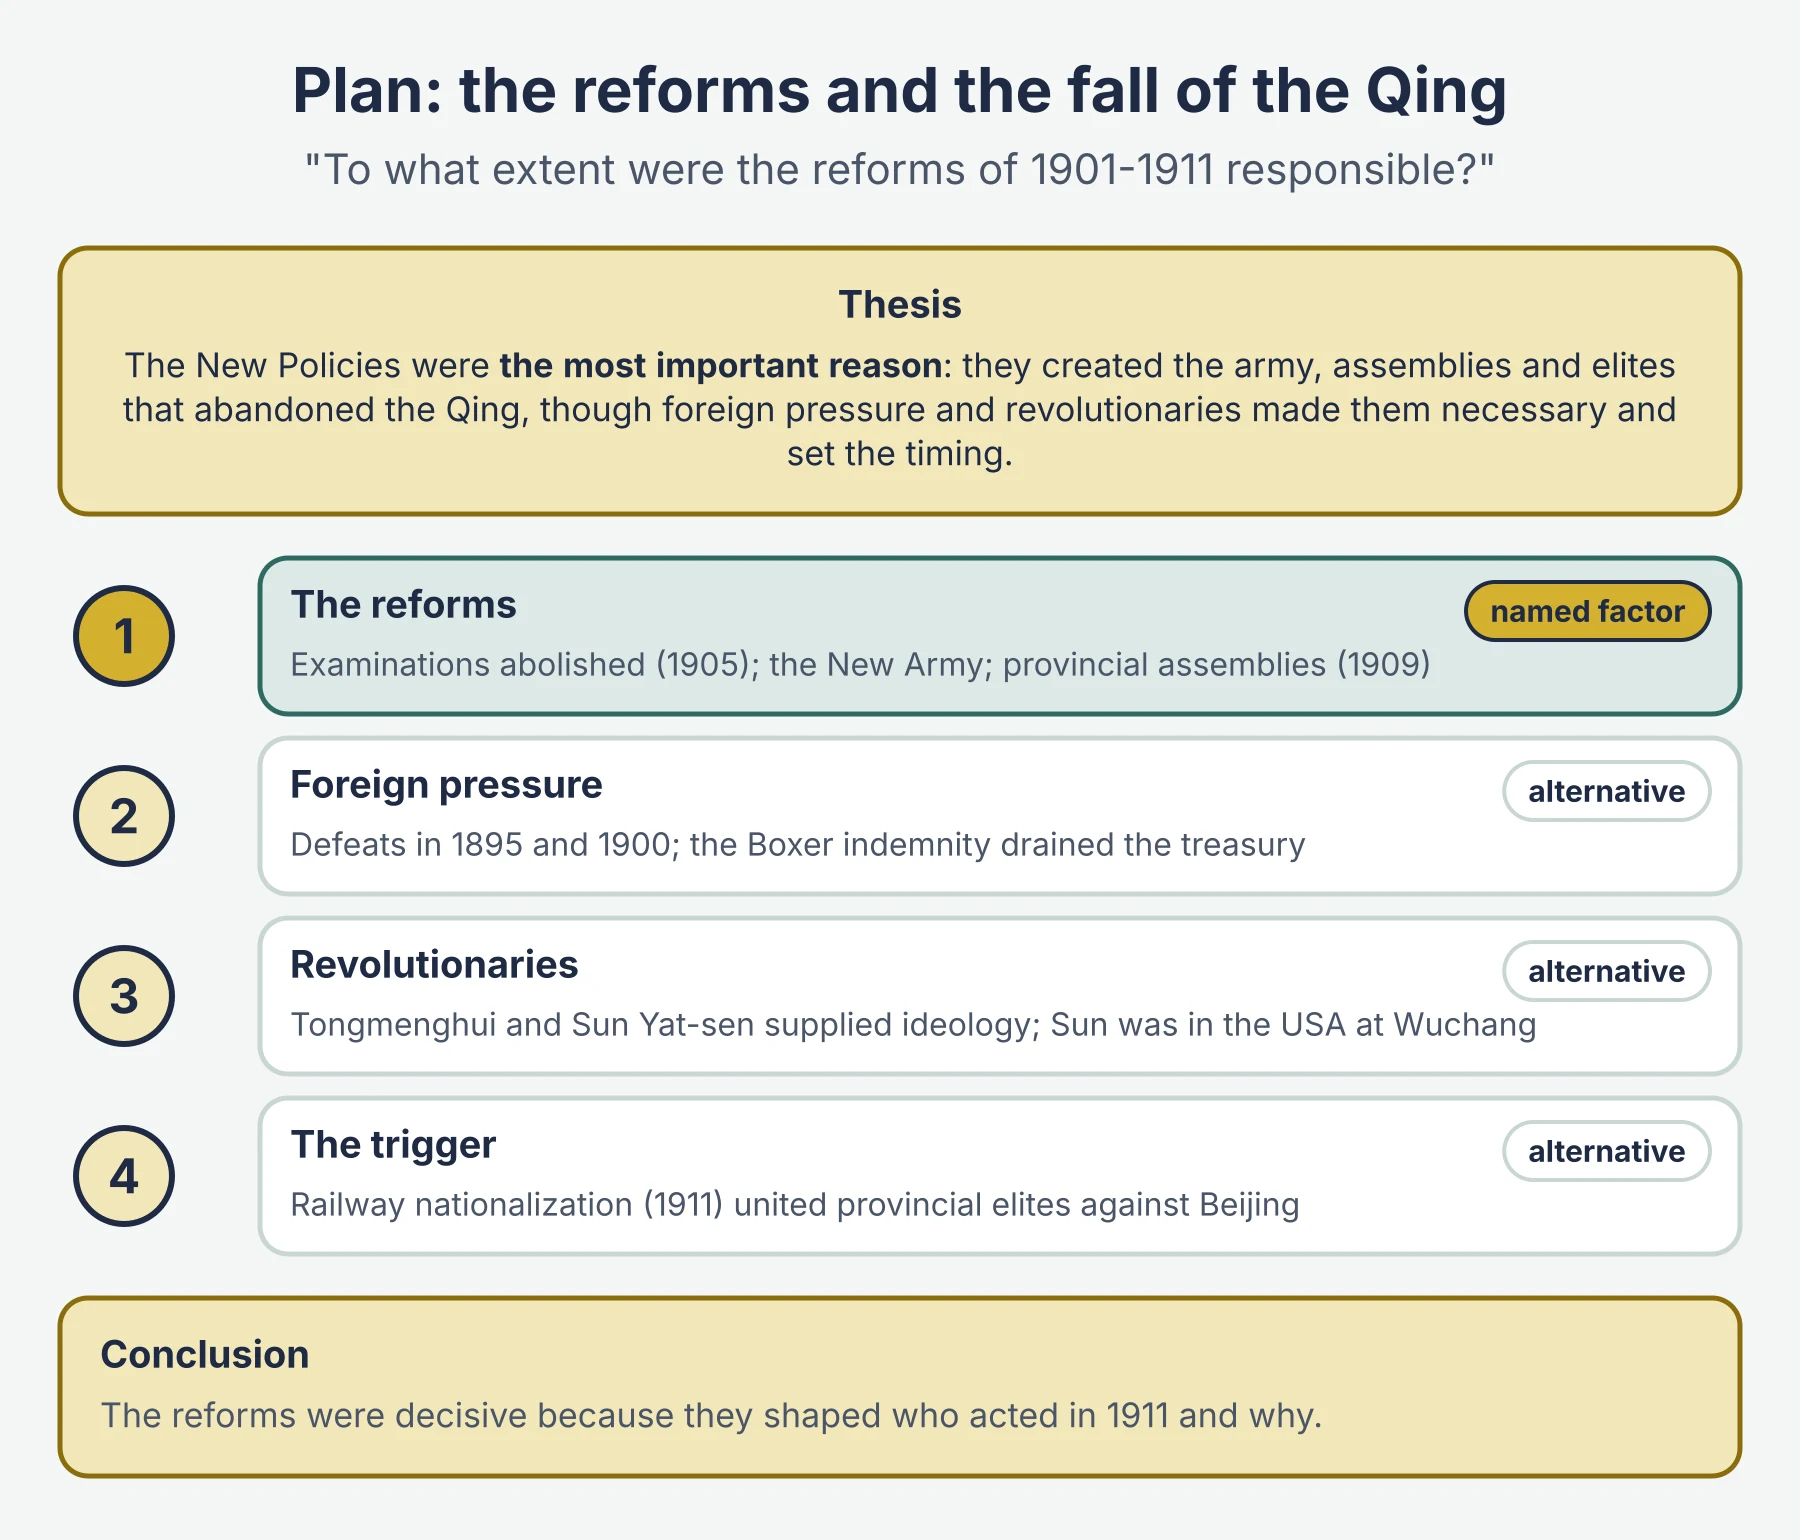 Plan: the reforms and the fall of the Qing
"To what extent were the reforms of 1901-1911 responsible?"
Thesis
The New Policies were the most important reason: they created the army, assemblies and elites
that abandoned the Qing, though foreign pressure and revolutionaries made them necessary and
set the timing.
1
The reforms
named factor
Examinations abolished (1905); the New Army; provincial assemblies (1909)
2
Foreign pressure
alternative
Defeats in 1895 and 1900; the Boxer indemnity drained the treasury
3
Revolutionaries
alternative
Tongmenghui and Sun Yat-sen supplied ideology; Sun was in the USA at Wuchang
4
The trigger
alternative
Railway nationalization (1911) united provincial elites against Beijing
Conclusion
The reforms were decisive because they shaped who acted in 1911 and why.